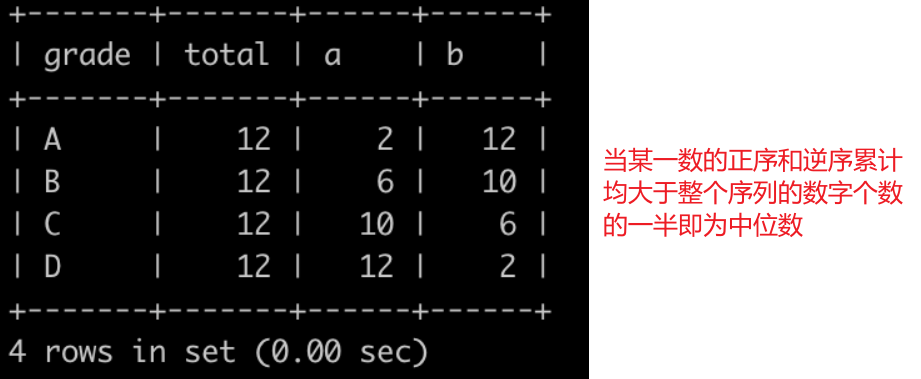 +-------+-------+------+------+
| grade | total | a    | b    |
+-------+-------+------+------+
| A     |    12 |    2 |   12 |
| B     |    12 |    6 |   10 |
| C     |    12 |   10 |    6 |
| D     |    12 |   12 |    2 |
+-------+-------+------+------+
4 rows in set (0.00 sec)
当某一数的正序和逆序累计
均大于整个序列的数字个数
的一半即为中位数